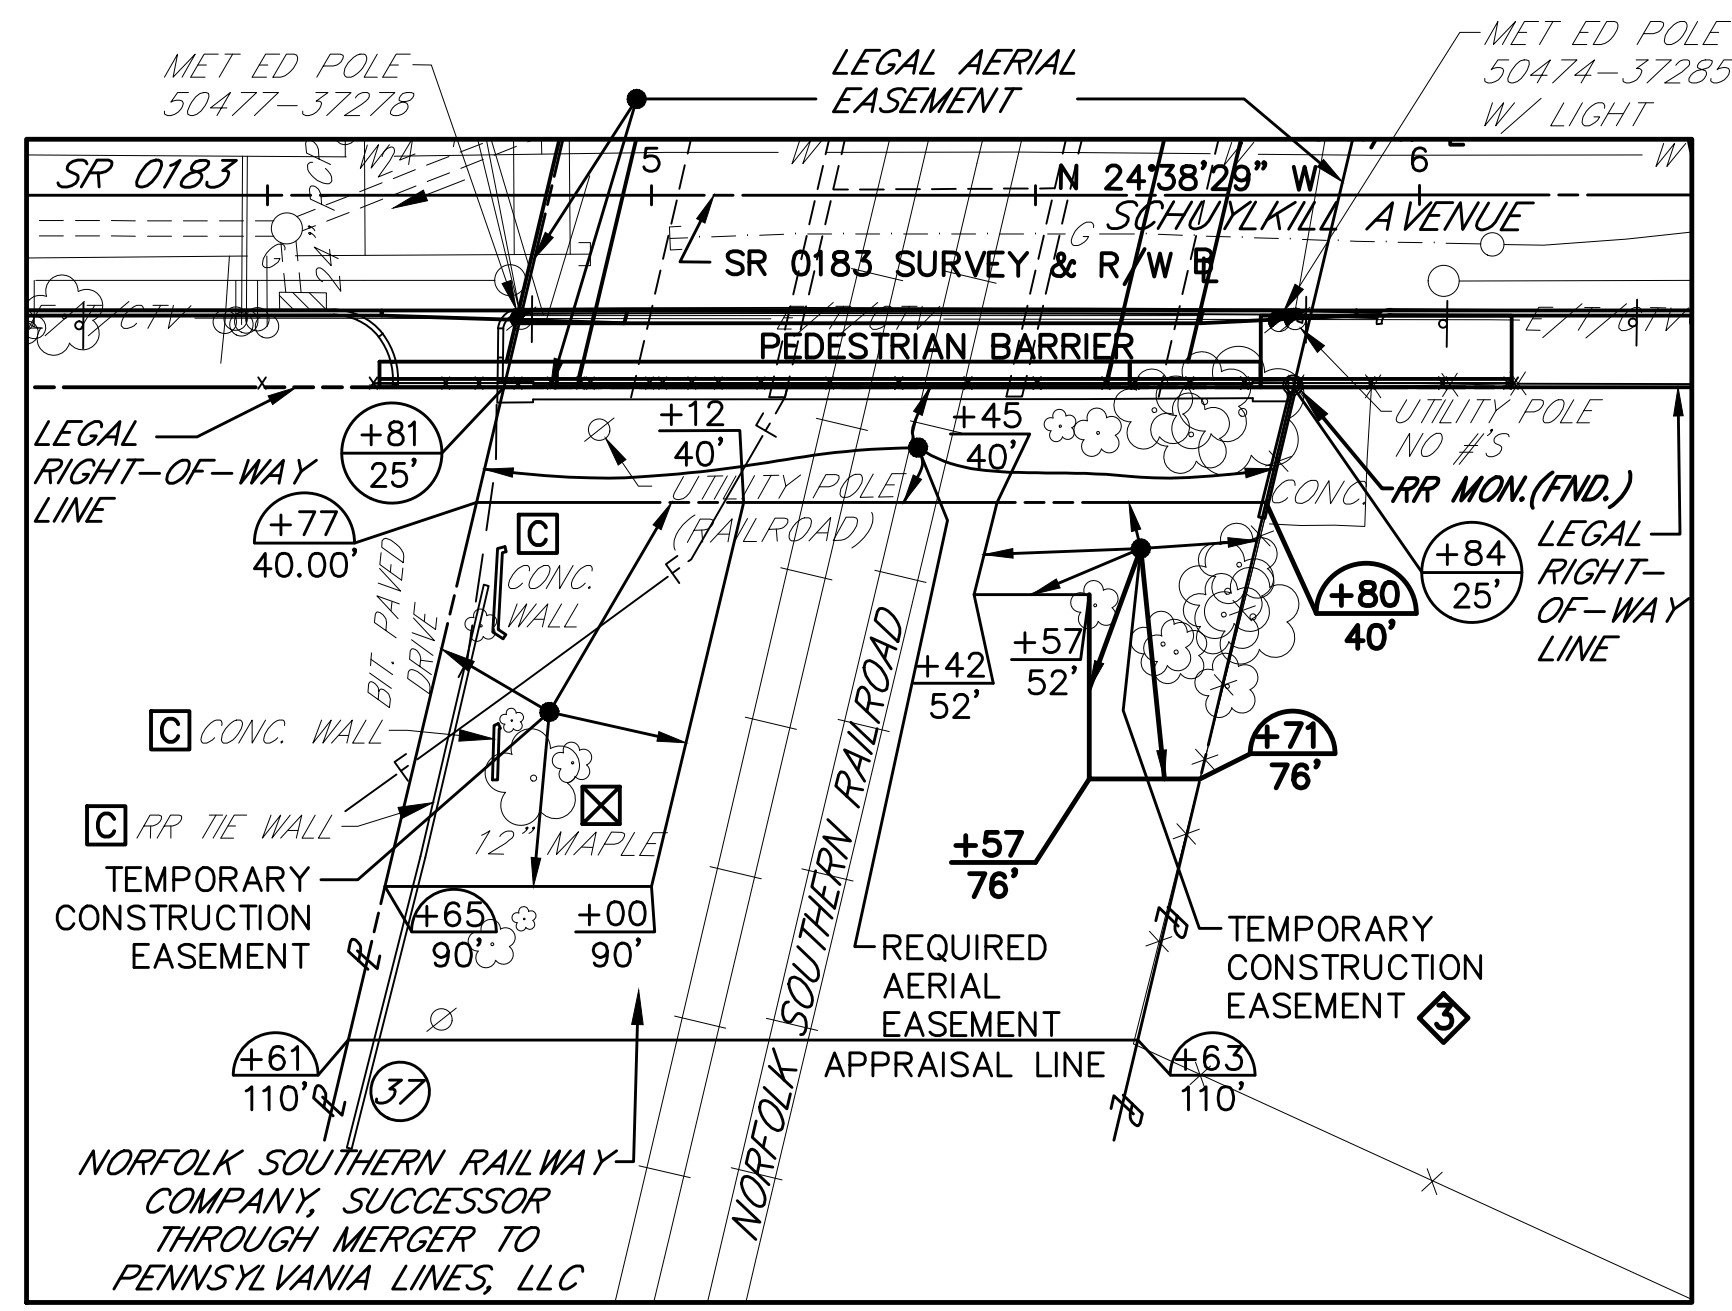 MET ED POLE
50477-37278
LEGAL AERIAL
EASEMENT
MET ED POLE
50474-37285
W/ LIGHT
SR 0183
24" RCP
W
5
W
6
W
N 24°38'29" W
SCHUYLKILL AVENUE
G
G
SR 0183 SURVEY & R/W
E/T/CTV
E/T/CTV
E/T/CTV
PEDESTRIAN BARRIER
LEGAL
RIGHT-OF-WAY
LINE
+81
25'
+12
40'
+45
40'
UTILITY POLE
NO #'S
+77
40.00'
UTILITY POLE
(RAILROAD)
CONC.
RR MON.(FND.)
LEGAL
RIGHT-
OF-WAY
LINE
+84
25'
+80
40'
C
CONC.
WALL
BIT. PAVED
DRIVE
F
F
F
+42
52'
+57
52'
C CONC. WALL
+71
76'
C RR TIE WALL
12" MAPLE
+57
76'
TEMPORARY
CONSTRUCTION
EASEMENT
+65
90'
+00
90'
NORFOLK SOUTHERN RAILROAD
REQUIRED
AERIAL
EASEMENT
TEMPORARY
CONSTRUCTION
EASEMENT 3
APPRAISAL LINE
+61
110'
37
+63
110'
NORFOLK SOUTHERN RAILWAY
COMPANY, SUCCESSOR
THROUGH MERGER TO
PENNSYLVANIA LINES, LLC